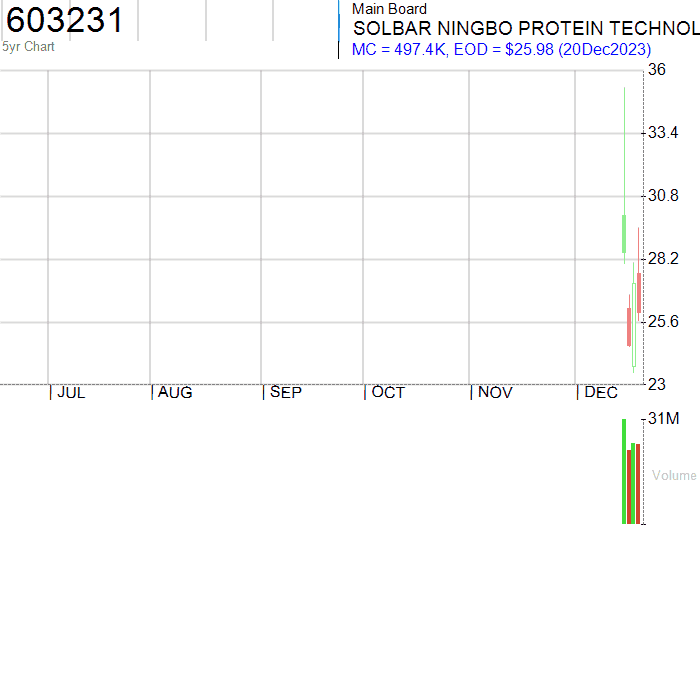 603231
5yr Chart
Main Board
SOLBAR NINGBO PROTEIN TECHNOL
MC = 497.4K, EOD = $25.98 (20Dec2023)
36
33.4
30.8
28.2
25.6
23
JUL AUG SEP OCT NOV DEC
31M
Volume